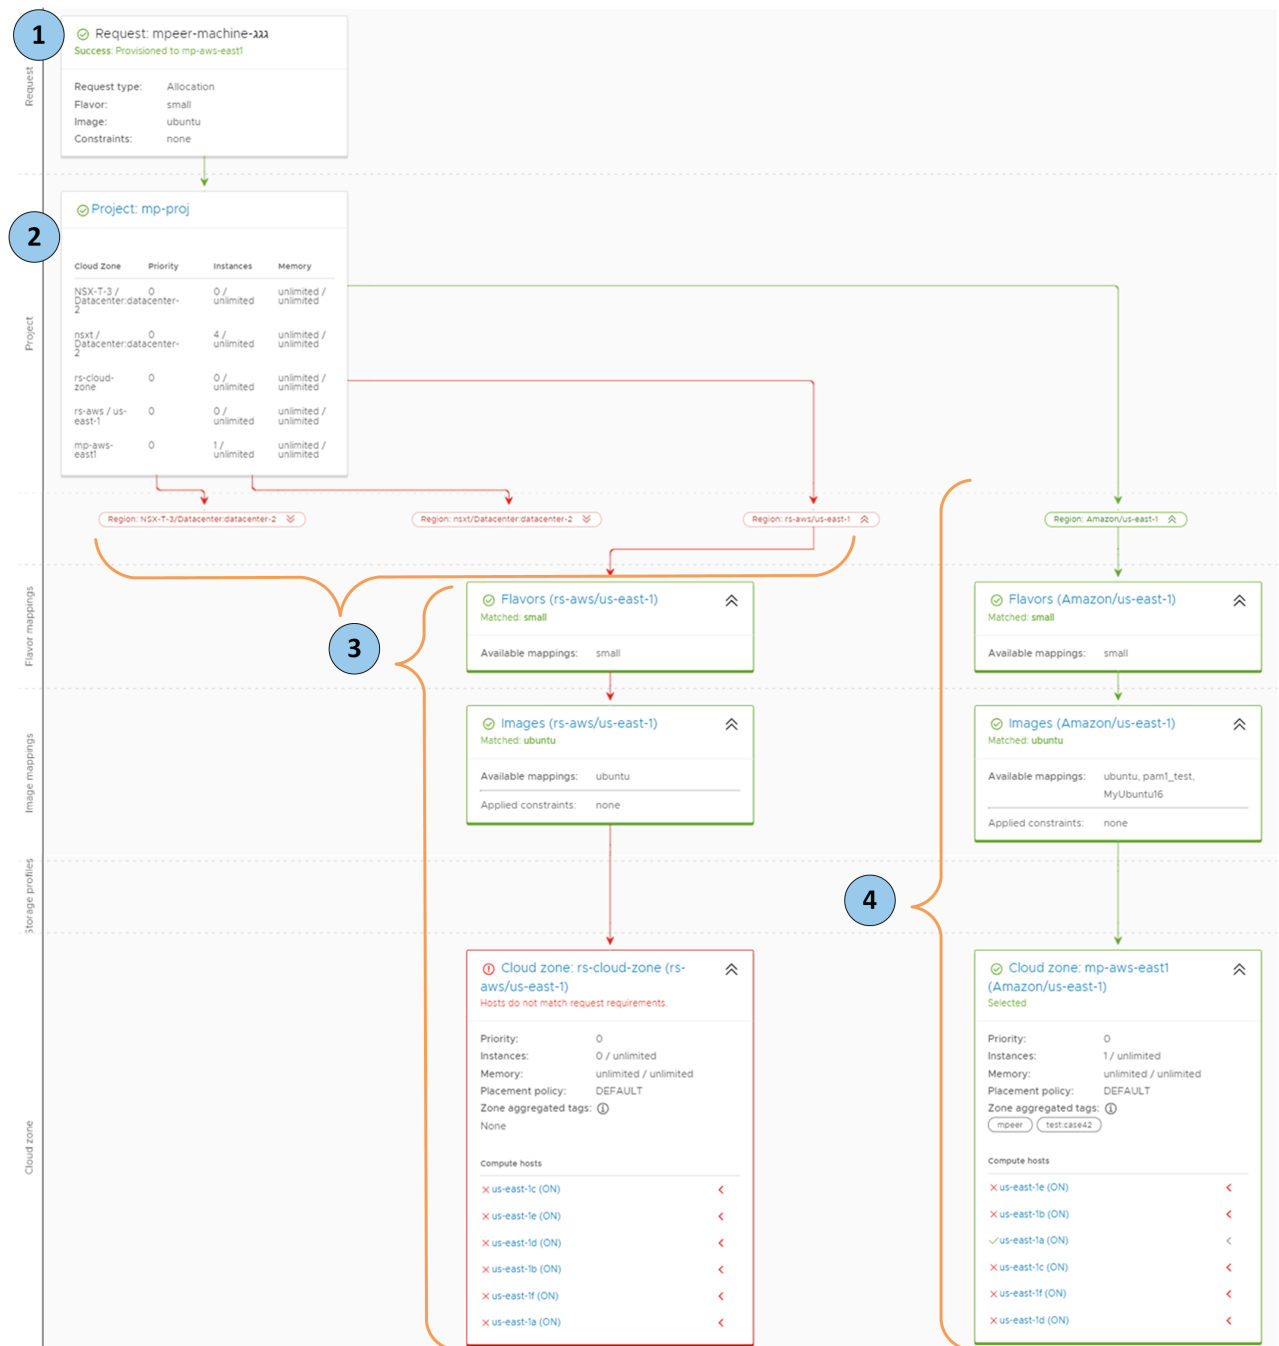 1
Request: mpeer-machine-גגג
Success: Provisioned to mp-aws-east1
Request type: Allocation
Flavor: small
Image: ubuntu
Constraints: none
Request
2
Project: mp-proj
Cloud Zone Priority Instances Memory
NSX-T-3 / Datacenter:datacenter-2 0 0 / unlimited unlimited / unlimited
nsxt / Datacenter:datacenter-2 0 4 / unlimited unlimited / unlimited
rs-cloud-zone 0 0 / unlimited unlimited / unlimited
rs-aws / us-east-1 0 0 / unlimited unlimited / unlimited
mp-aws-east1 0 1 / unlimited unlimited / unlimited
Project
Region: NSX-T-3/Datacenter:datacenter-2
Region: nsxt/Datacenter:datacenter-2
Region: rs-aws/us-east-1
Region: Amazon/us-east-1
3
Flavor mappings
Flavors (rs-aws/us-east-1)
Matched: small
Available mappings: small
Flavors (Amazon/us-east-1)
Matched: small
Available mappings: small
Image mappings
Images (rs-aws/us-east-1)
Matched: ubuntu
Available mappings: ubuntu
Applied constraints: none
Images (Amazon/us-east-1)
Matched: ubuntu
Available mappings: ubuntu, pam1_test,
MyUbuntu16
Applied constraints: none
Storage profiles
4
Cloud zone
Cloud zone: rs-cloud-zone (rs-
aws/us-east-1)
Hosts do not match request requirements.
Priority: 0
Instances: 0 / unlimited
Memory: unlimited / unlimited
Placement policy: DEFAULT
Zone aggregated tags:
None
Compute hosts
us-east-1c (ON)
us-east-1e (ON)
us-east-1d (ON)
us-east-1b (ON)
us-east-1f (ON)
us-east-1a (ON)
Cloud zone: mp-aws-east1
(Amazon/us-east-1)
Selected
Priority: 0
Instances: 1 / unlimited
Memory: unlimited / unlimited
Placement policy: DEFAULT
Zone aggregated tags:
mpeer test:case42
Compute hosts
us-east-1e (ON)
us-east-1b (ON)
us-east-1a (ON)
us-east-1c (ON)
us-east-1f (ON)
us-east-1d (ON)